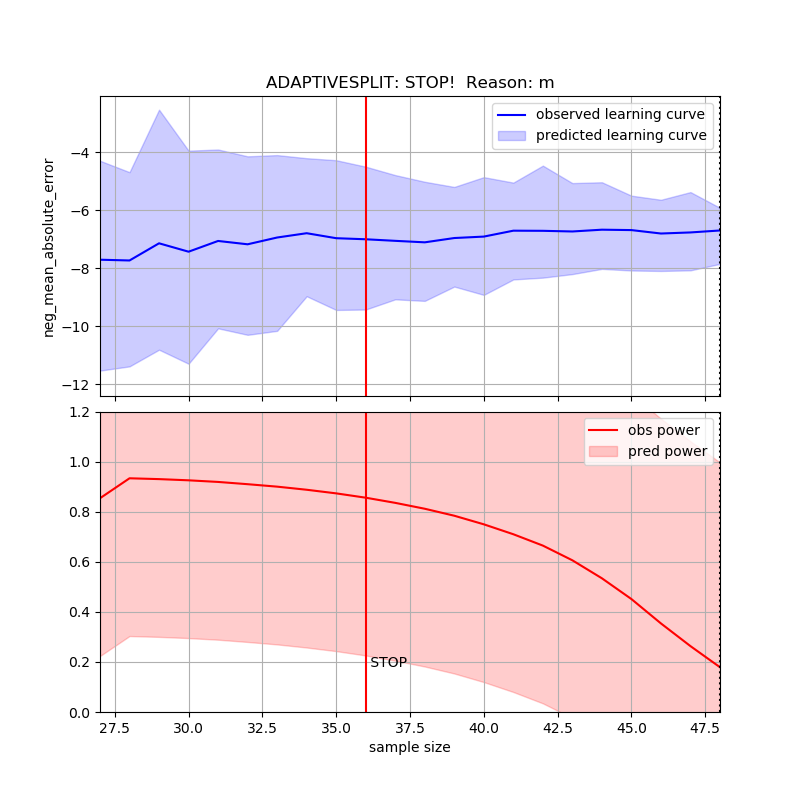 ADAPTIVESPLIT: STOP!  Reason: m
observed learning curve
predicted learning curve
neg_mean_absolute_error
−4
−6
−8
−10
−12
obs power
pred power
1.2
1.0
0.8
0.6
0.4
0.2
0.0
STOP
27.5 30.0 32.5 35.0 37.5 40.0 42.5 45.0 47.5
sample size